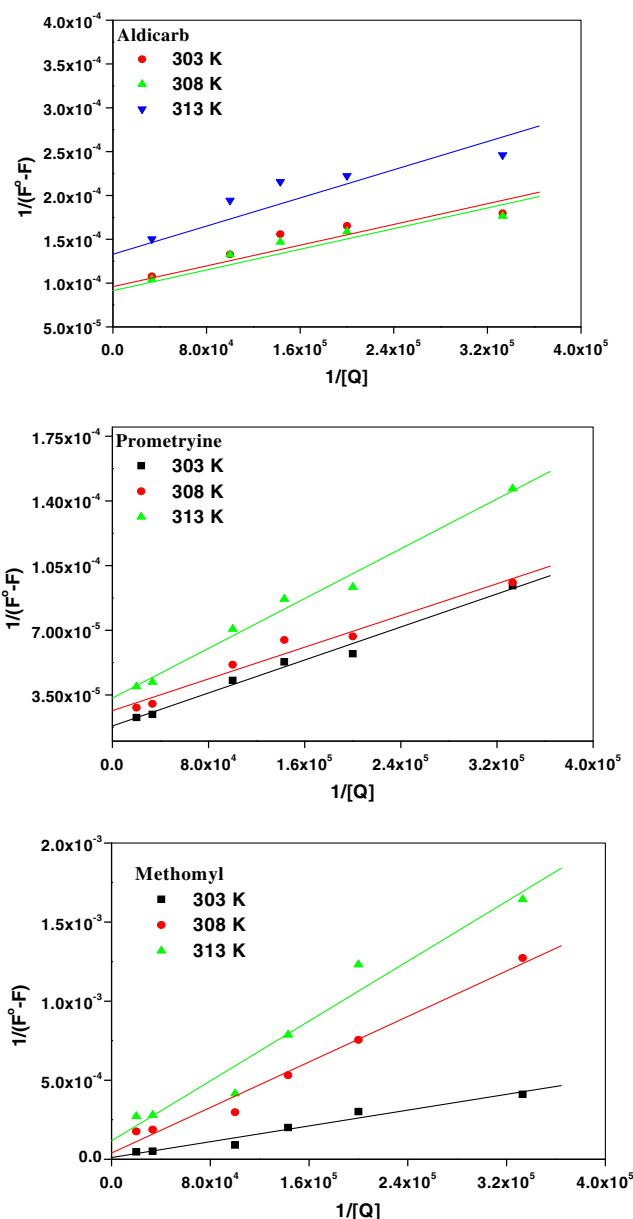 Aldicarb
303 K
308 K
313 K
4.0x10⁻⁴
3.5x10⁻⁴
3.0x10⁻⁴
2.5x10⁻⁴
2.0x10⁻⁴
1.5x10⁻⁴
1.0x10⁻⁴
5.0x10⁻⁵
1/(F°-F)
0.0 8.0x10⁴ 1.6x10⁵ 2.4x10⁵ 3.2x10⁵ 4.0x10⁵
1/[Q]
Prometryine
303 K
308 K
313 K
1.75x10⁻⁴
1.40x10⁻⁴
1.05x10⁻⁴
7.00x10⁻⁵
3.50x10⁻⁵
1/(F°-F)
0.0 8.0x10⁴ 1.6x10⁵ 2.4x10⁵ 3.2x10⁵ 4.0x10⁵
1/[Q]
Methomyl
303 K
308 K
313 K
2.0x10⁻³
1.5x10⁻³
1.0x10⁻³
5.0x10⁻⁴
0.0
1/(F°-F)
0.0 8.0x10⁴ 1.6x10⁵ 2.4x10⁵ 3.2x10⁵ 4.0x10⁵
1/[Q]